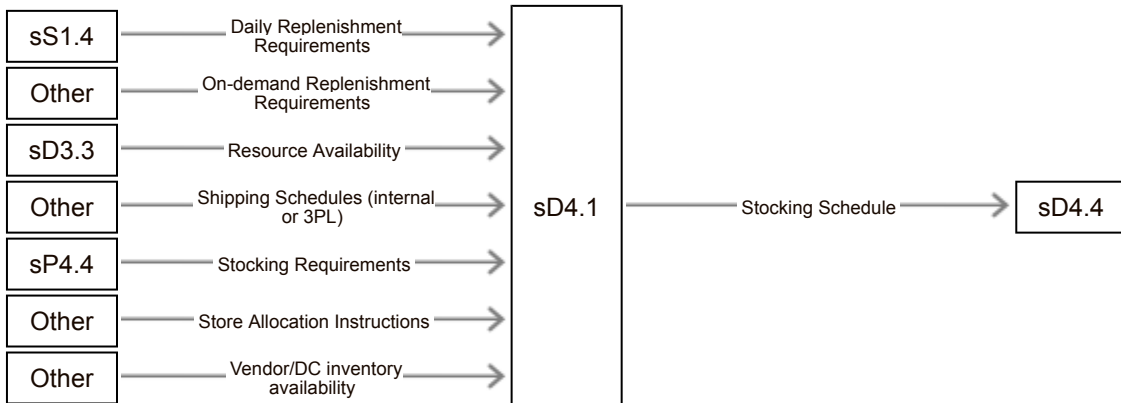 sS1.4
Daily Replenishment
Requirements
Other
On-demand Replenishment
Requirements
sD3.3
Resource Availability
Other
Shipping Schedules (internal
or 3PL)
sP4.4
Stocking Requirements
Other
Store Allocation Instructions
Other
Vendor/DC inventory
availability
sD4.1
Stocking Schedule
sD4.4